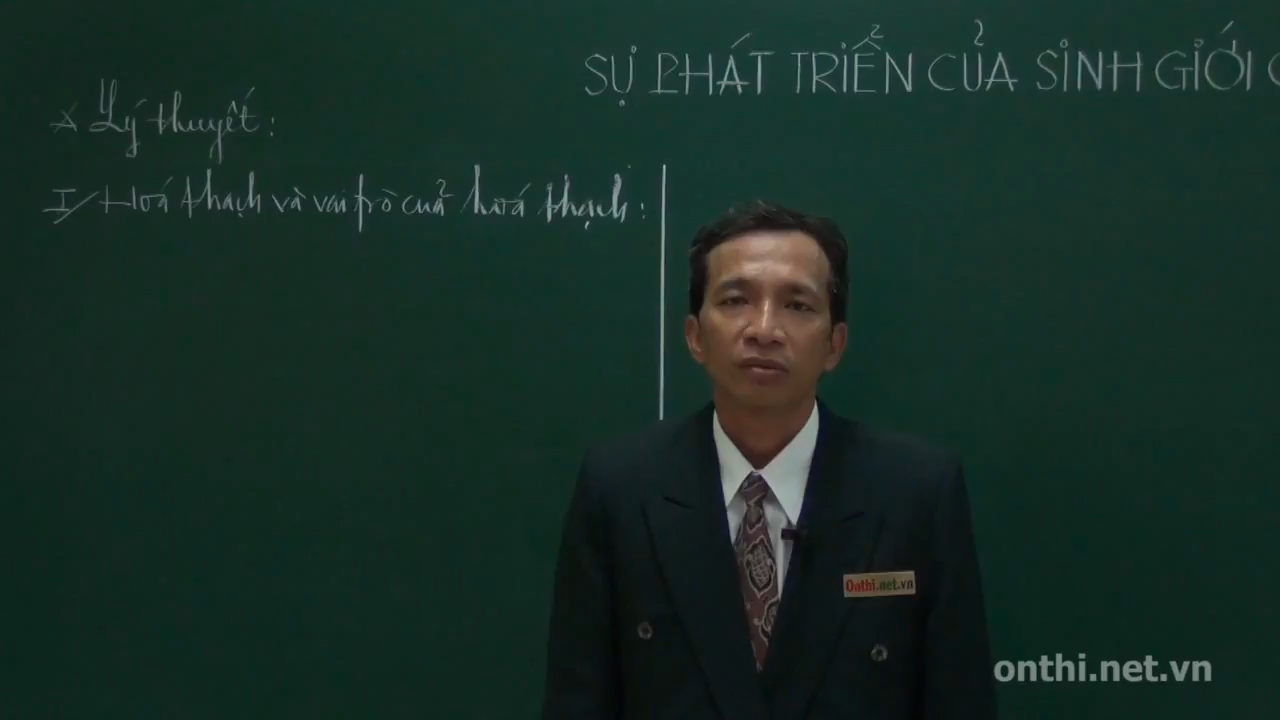 SỰ PHÁT TRIỂN CỦA SINH GIỚI
A/ Lý thuyết:
I/ Hoá thạch và vai trò của hoá thạch:
Onthi.net.vn
onthi.net.vn